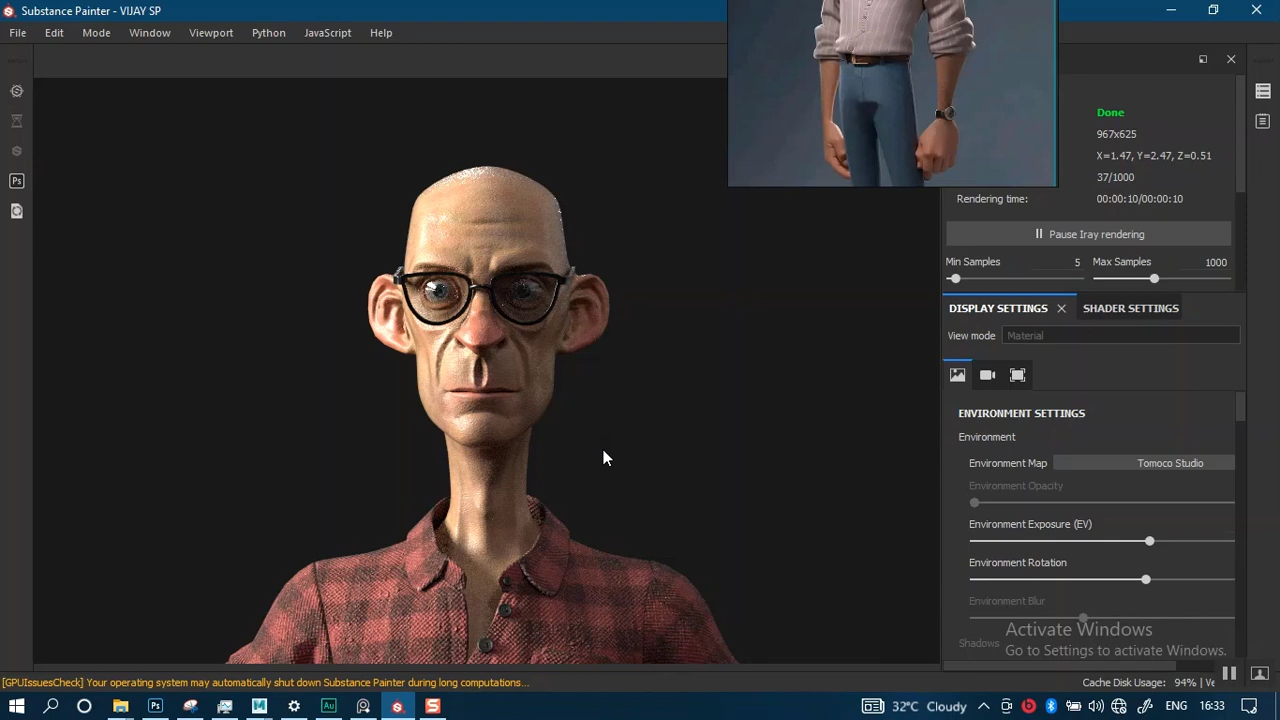 Substance Painter - VIJAY SP
File Edit Mode Window Viewport Python JavaScript Help
Done
967x625
X=1.47, Y=2.47, Z=0.51
37/1000
Rendering time: 00:00:10/00:00:10
Pause Iray rendering
Min Samples 5 Max Samples 1000
DISPLAY SETTINGS SHADER SETTINGS
View mode Material
ENVIRONMENT SETTINGS
Environment
Environment Map Tomoco Studio
Environment Opacity
Environment Exposure (EV)
Environment Rotation
Environment Blur
Activate Windows
Shadows
Go to Settings to activate Windows.
[GPUIssuesCheck] Your operating system may automatically shut down Substance Painter during long computations...
Cache Disk Usage: 94% | Ve
Ps Au M S
32°C Cloudy ENG 16:33
Ps